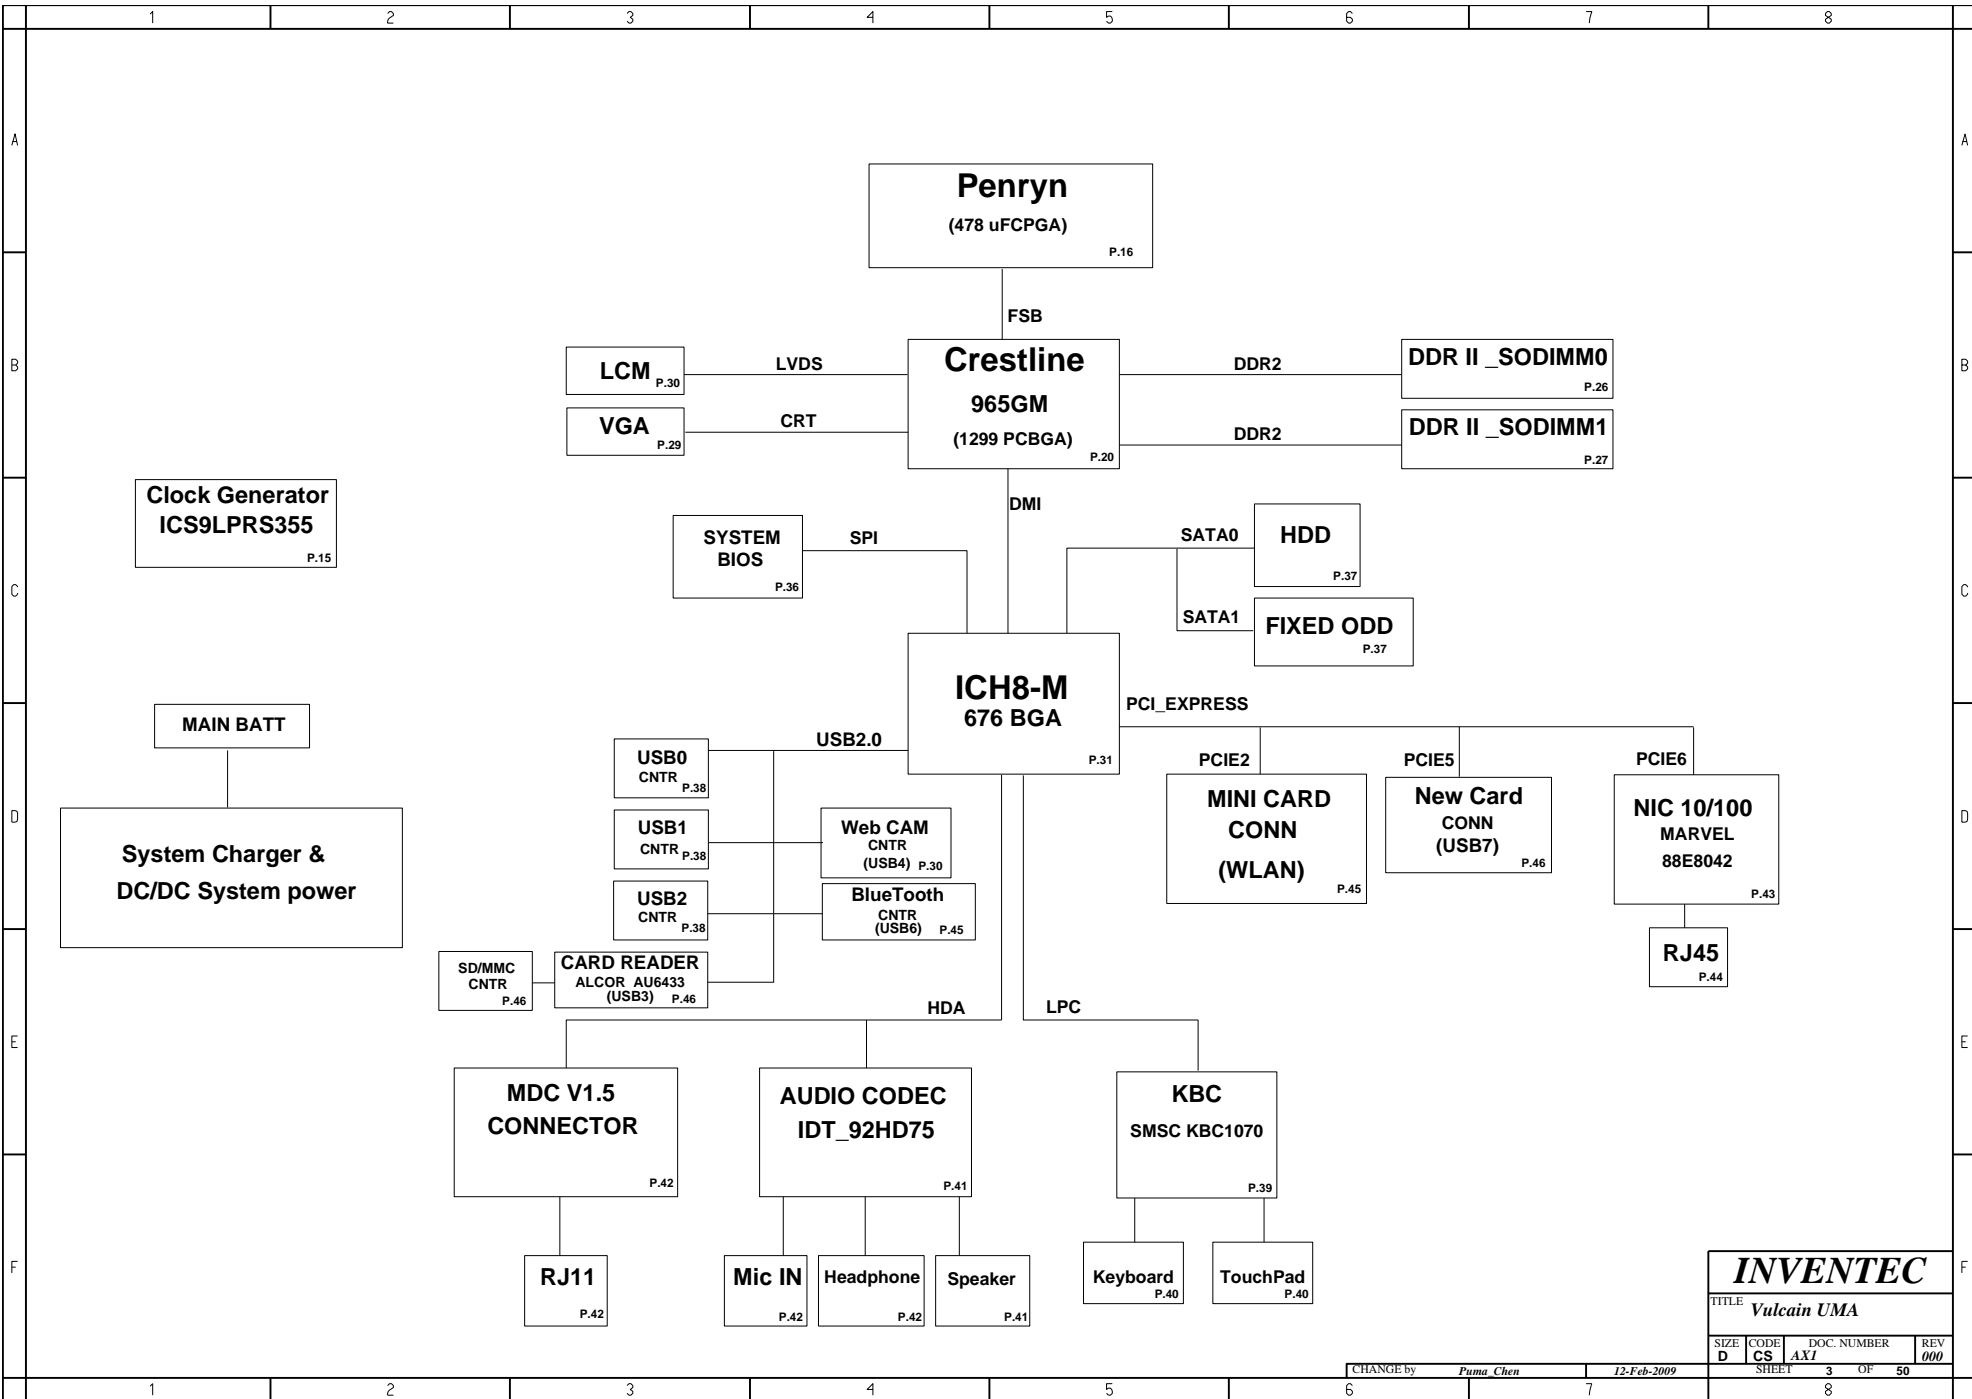 1 2 3 4 5 6 7 8
A A
Penryn
(478 uFCPGA)
P.16
FSB
B B
LCM P.30
LVDS
Crestline
965GM
(1299 PCBGA)
P.20
DDR2
DDR II _SODIMM0
P.26
VGA P.29
CRT
DDR2
DDR II _SODIMM1
P.27
Clock Generator
ICS9LPRS355
P.15
DMI
SYSTEM
BIOS
P.36
SPI
SATA0
HDD
P.37
C C
SATA1
FIXED ODD
P.37
ICH8-M
676 BGA
P.31
PCI_EXPRESS
MAIN BATT
System Charger &
DC/DC System power
USB2.0
USB0
CNTR
P.38
USB1
CNTR P.38
USB2
CNTR
P.38
Web CAM
CNTR
(USB4) P.30
BlueTooth
CNTR
(USB6) P.45
PCIE2
MINI CARD
CONN
(WLAN)
P.45
PCIE5
New Card
CONN
(USB7)
P.46
PCIE6
NIC 10/100
MARVEL
88E8042
P.43
D D
RJ45
P.44
SD/MMC
CNTR
P.46
CARD READER
ALCOR AU6433
(USB3) P.46
HDA
LPC
E E
MDC V1.5
CONNECTOR
P.42
AUDIO CODEC
IDT_92HD75
P.41
KBC
SMSC KBC1070
P.39
RJ11
P.42
Mic IN
P.42
Headphone
P.42
Speaker
P.41
Keyboard
P.40
TouchPad
P.40
F F
INVENTEC
TITLE Vulcain UMA
SIZE CODE DOC. NUMBER REV
D CS AX1 000
CHANGE by Puma_Chen 12-Feb-2009 SHEET 3 OF 50
1 2 3 4 5 6 7 8